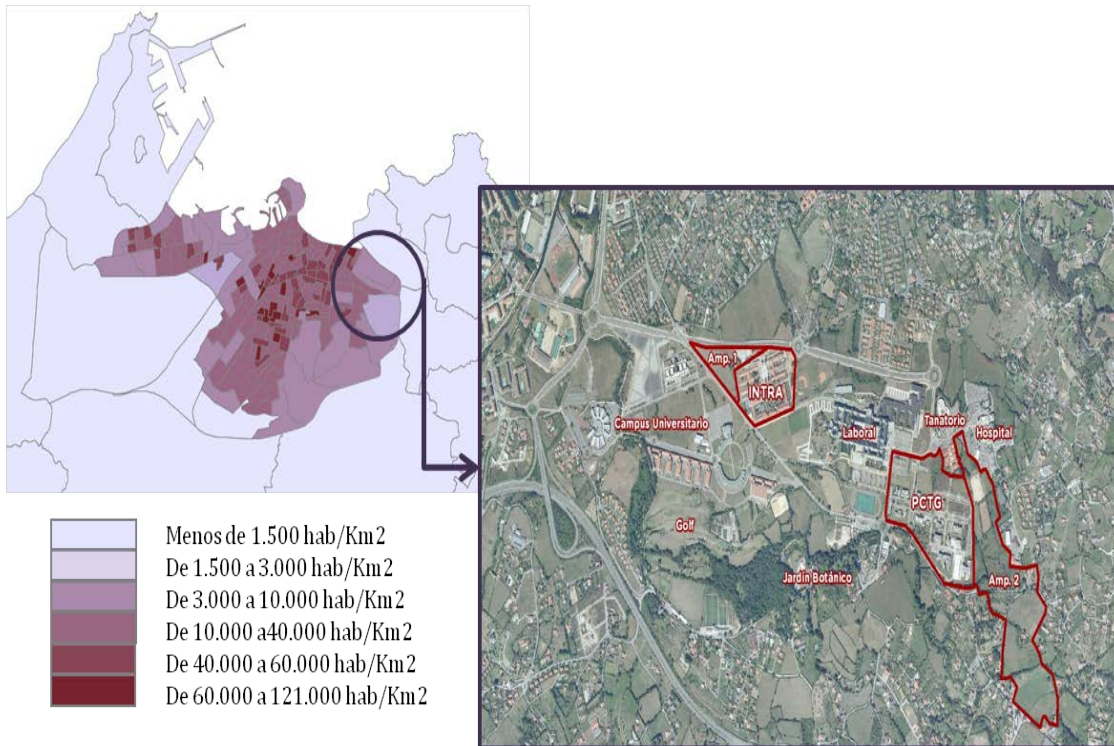 Menos de 1.500 hab/Km2
De 1.500 a 3.000 hab/Km2
De 3.000 a 10.000 hab/Km2
De 10.000 a40.000 hab/Km2
De 40.000 a 60.000 hab/Km2
De 60.000 a 121.000 hab/Km2
Amp. 1
INTRA
Campus Universitario
Laboral
Tanatorio
Hospital
PCTG
Golf
Jardín Botánico
Amp. 2